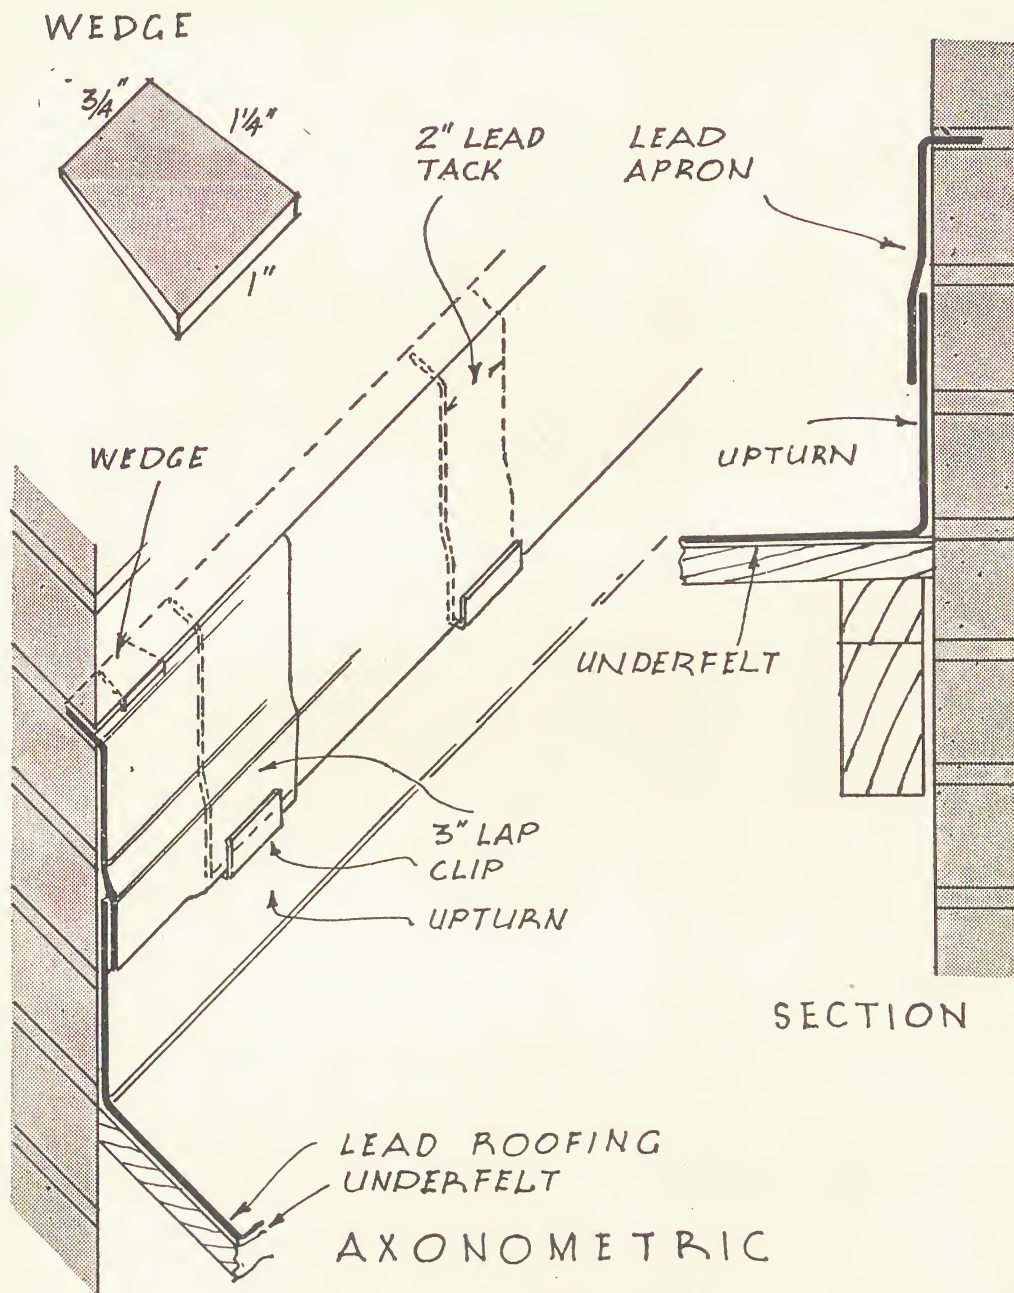 WEDGE
3/4"
1 1/4"
1"
2" LEAD
TACK
LEAD
APRON
WEDGE
UPTURN
UNDERFELT
3" LAP
CLIP
UPTURN
SECTION
LEAD ROOFING
UNDERFELT
AXONOMETRIC